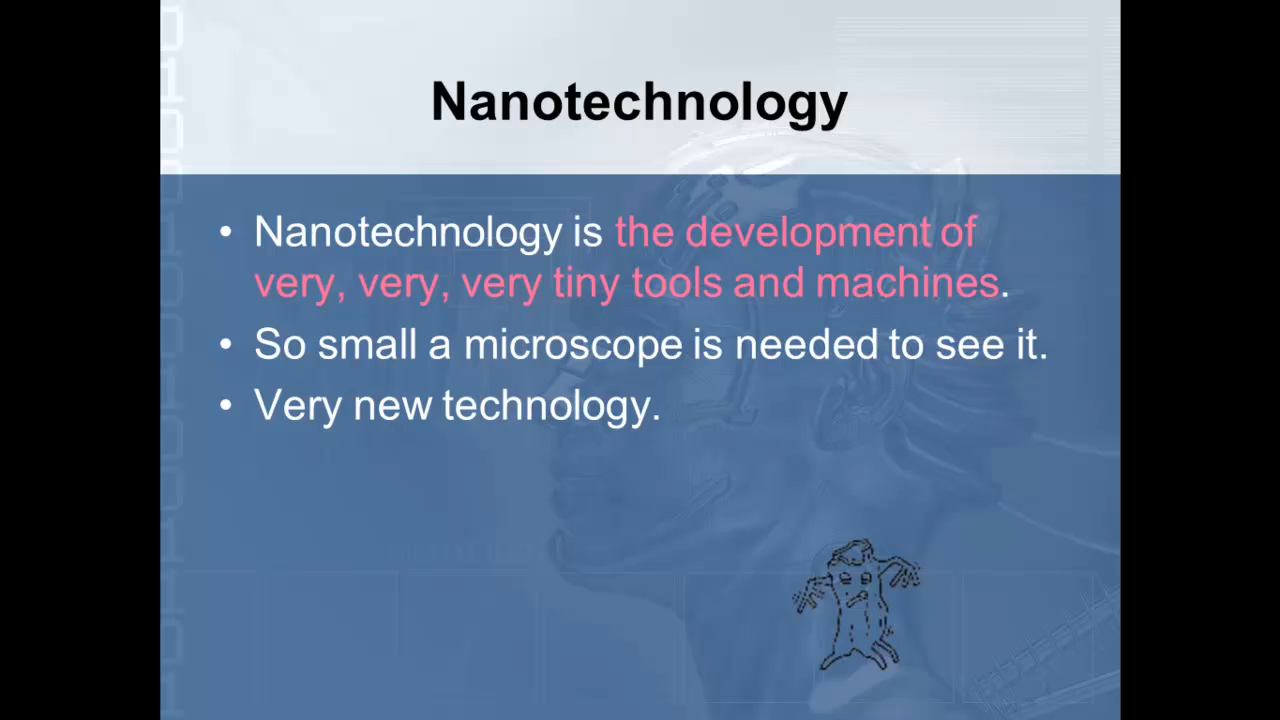 Nanotechnology
• Nanotechnology is the development of
very, very, very tiny tools and machines.
• So small a microscope is needed to see it.
• Very new technology.